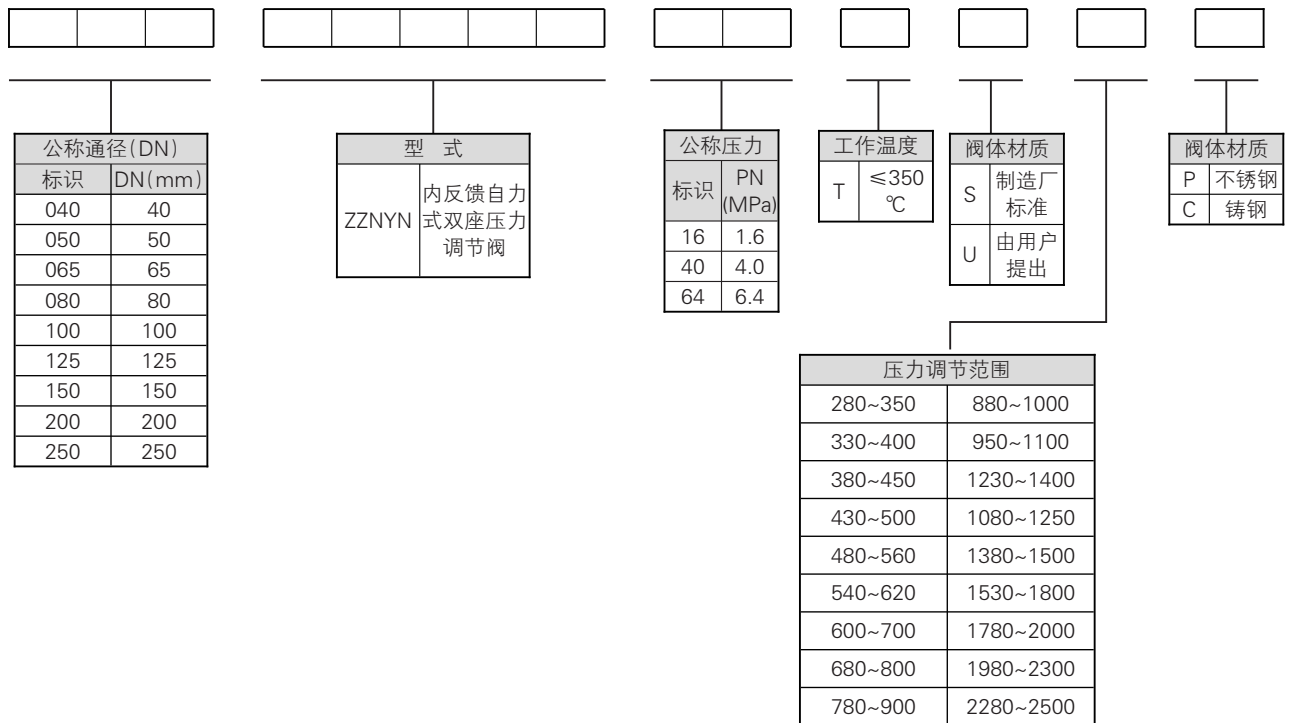 公称通径(DN)
标识 DN(mm)
040 40
050 50
065 65
080 80
100 100
125 125
150 150
200 200
250 250
型 式
ZZNYN 内反馈自力
式双座压力
调节阀
公称压力
标识 PN
(MPa)
16 1.6
40 4.0
64 6.4
工作温度
T ≤350
℃
阀体材质
S 制造厂
标准
U 由用户
提出
阀体材质
P 不锈钢
C 铸钢
压力调节范围
280~350 880~1000
330~400 950~1100
380~450 1230~1400
430~500 1080~1250
480~560 1380~1500
540~620 1530~1800
600~700 1780~2000
680~800 1980~2300
780~900 2280~2500